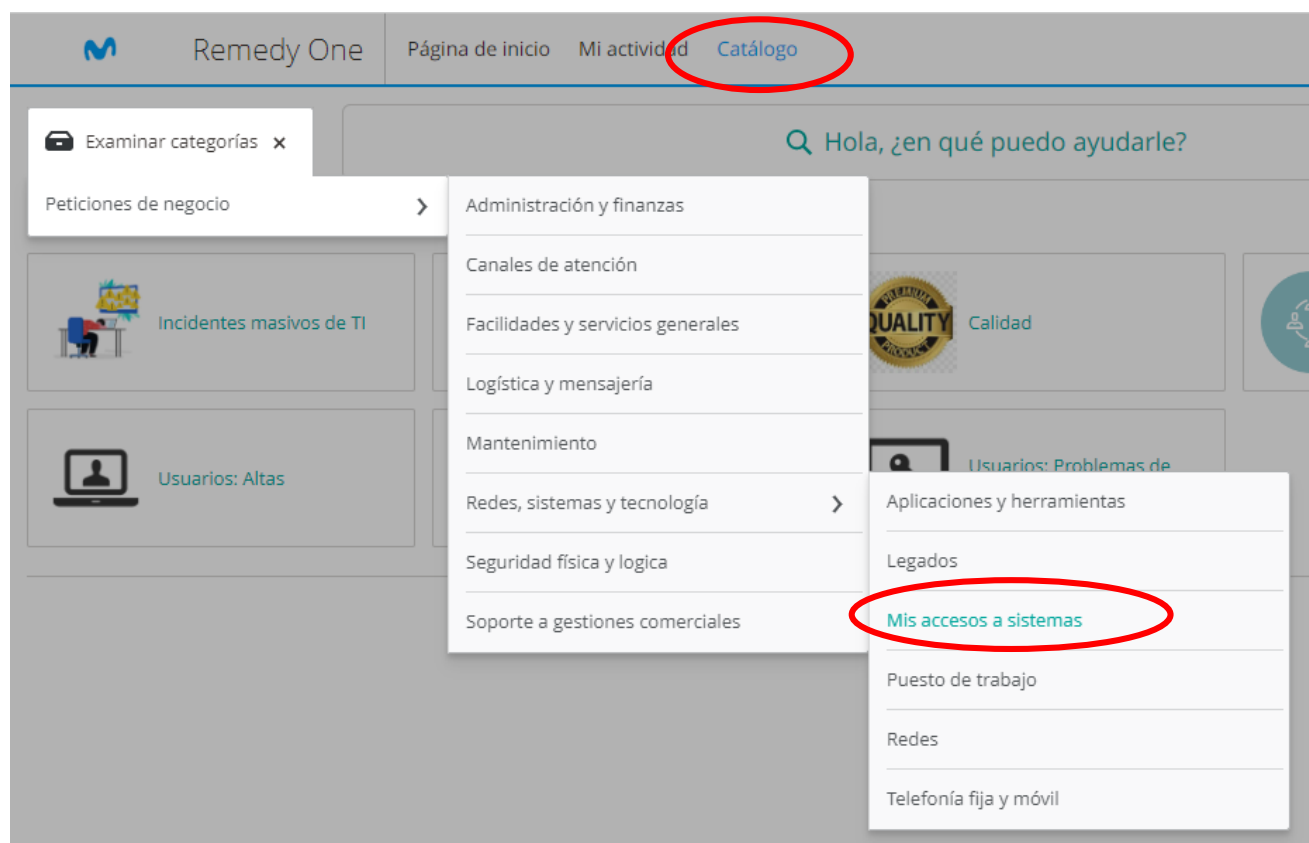 Remedy One
Página de inicio
Mi actividad
Catálogo
Examinar categorías x
Hola, ¿en qué puedo ayudarle?
Peticiones de negocio
Administración y finanzas
Canales de atención
Facilidades y servicios generales
Logística y mensajería
Mantenimiento
Redes, sistemas y tecnología
Seguridad física y logica
Soporte a gestiones comerciales
Aplicaciones y herramientas
Legados
Mis accesos a sistemas
Puesto de trabajo
Redes
Telefonía fija y móvil
Incidentes masivos de TI
PREMIUM
QUALITY
PRODUCT
Calidad
Usuarios: Altas
Usuarios: Problemas de